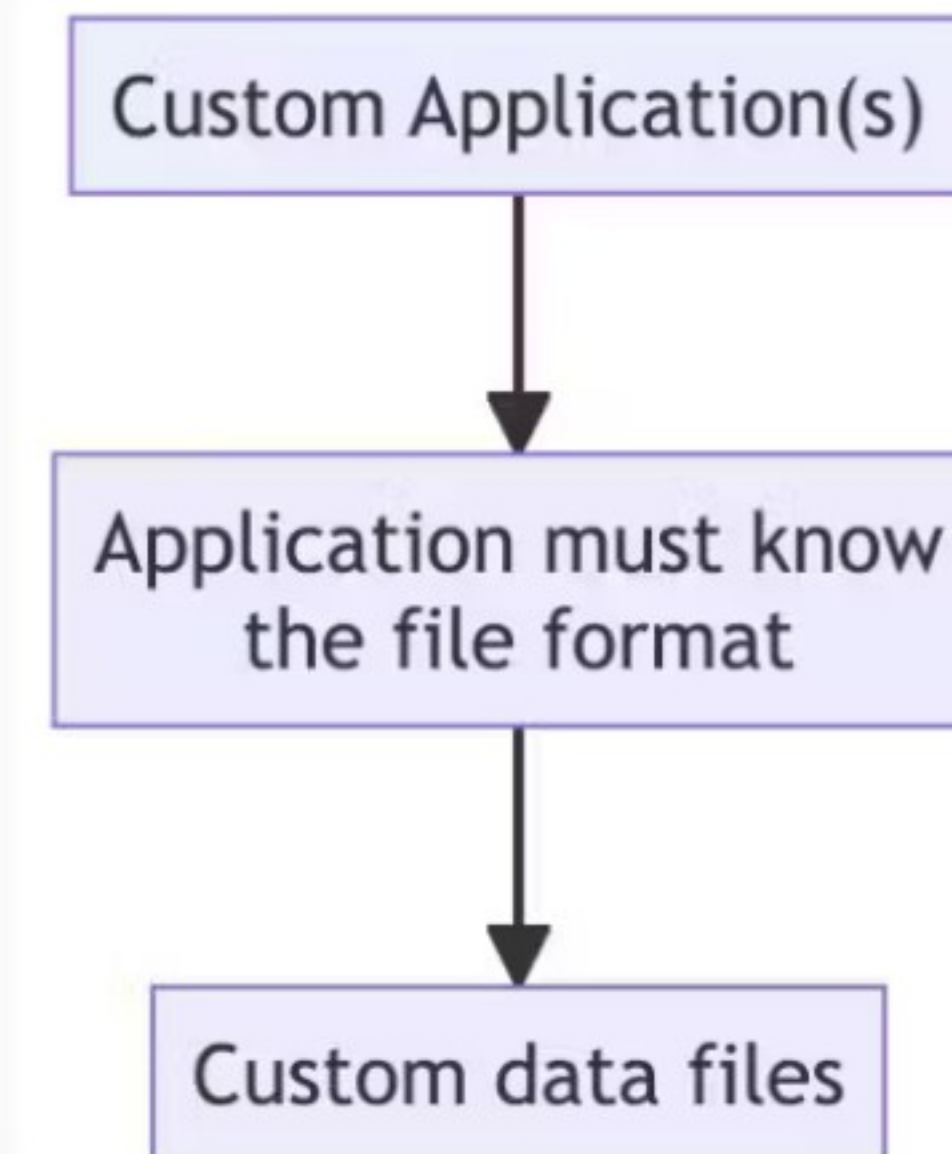 Custom Application(s)
Application must know
the file format
Custom data files